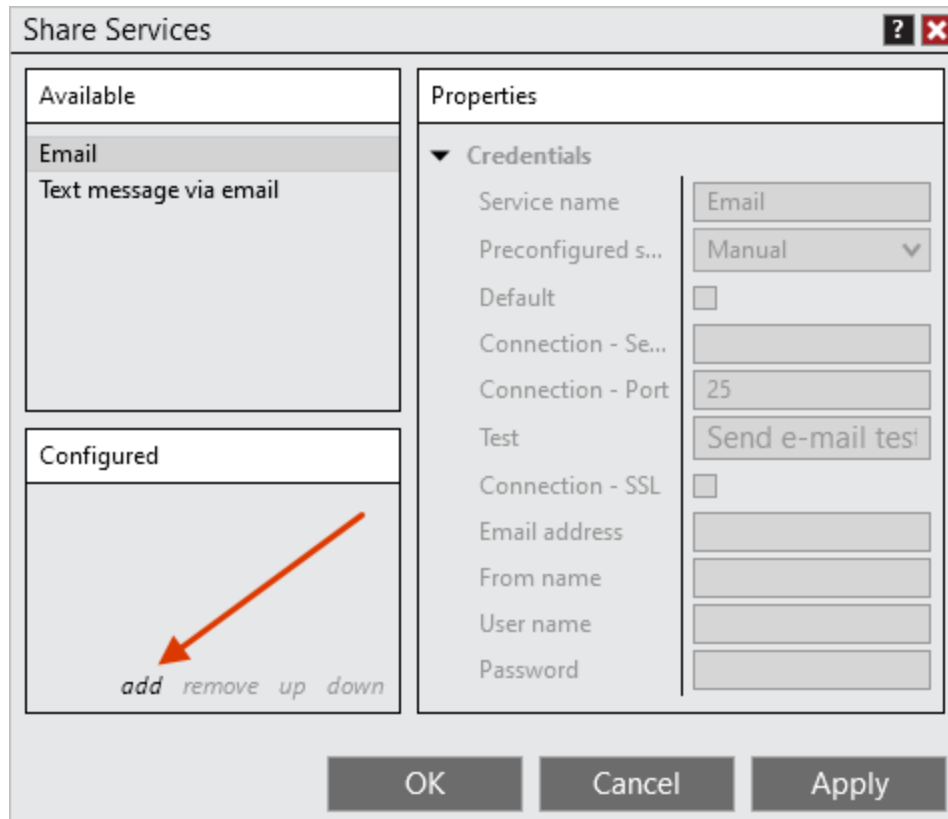 Share Services
?
Available
Email
Text message via email
Configured
add remove up down
Properties
Credentials
Service name Email
Preconfigured s... Manual
Default
Connection - Se...
Connection - Port 25
Test Send e-mail test
Connection - SSL
Email address
From name
User name
Password
OK Cancel Apply